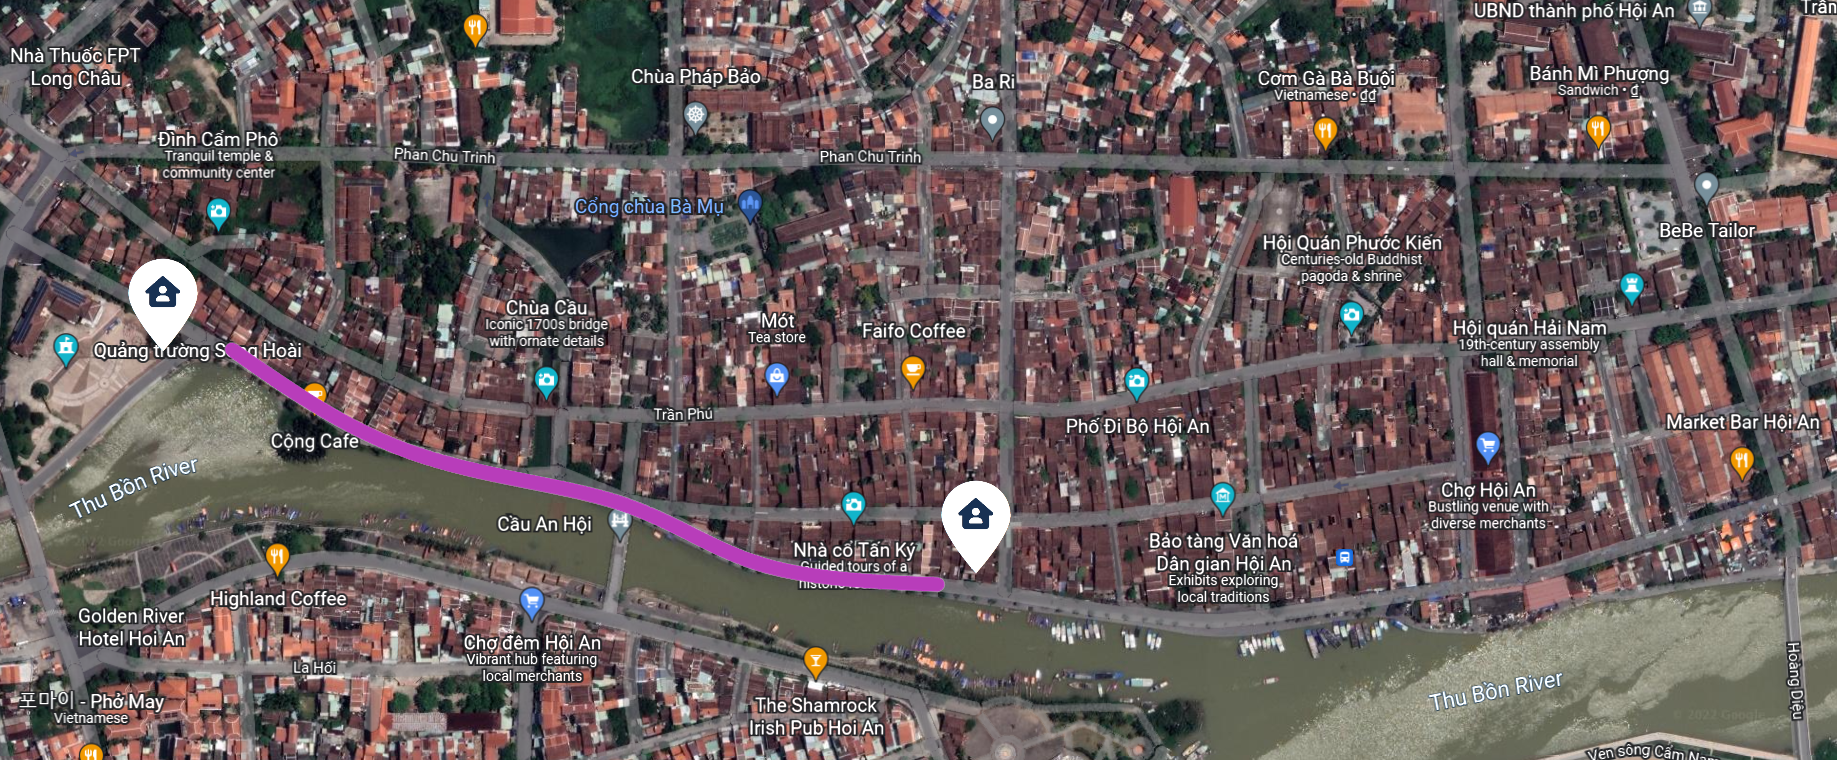 UBND thành phố Hội An
Trần
Nhà Thuốc FPT
Long Châu
Chùa Pháp Bảo
Ba Ri
Cơm Gà Bà Buội
Vietnamese • ₫₫
Bánh Mì Phượng
Sandwich • ₫
Đình Cẩm Phô
Tranquil temple &
community center
Phan Chu Trinh
Phan Chu Trinh
Cổng chùa Bà Mụ
BeBe Tailor
Hội Quán Phước Kiến
Centuries-old Buddhist
pagoda & shrine
Chùa Cầu
Iconic 1700s bridge
with ornate details
Mót
Tea store
Faifo Coffee
Hội quán Hải Nam
19th-century assembly
hall & memorial
Quảng trường Sông Hoài
Trần Phú
Phố Đi Bộ Hội An
Market Bar Hội An
Cộng Cafe
Thu Bồn River
Chợ Hội An
Bustling venue with
diverse merchants
Cầu An Hội
Nhà cổ Tấn Ký
Guided tours of a
Bảo tàng Văn hoá
Dân gian Hội An
Exhibits exploring
local traditions
Highland Coffee
Golden River
Hotel Hoi An
Chợ đêm Hội An
Vibrant hub featuring
local merchants
La Hối
Hoàng Diệu
Thu Bồn River
포마이 - Phở May
Vietnamese
The Shamrock
Irish Pub Hoi An
Ven sông Cẩm Nam